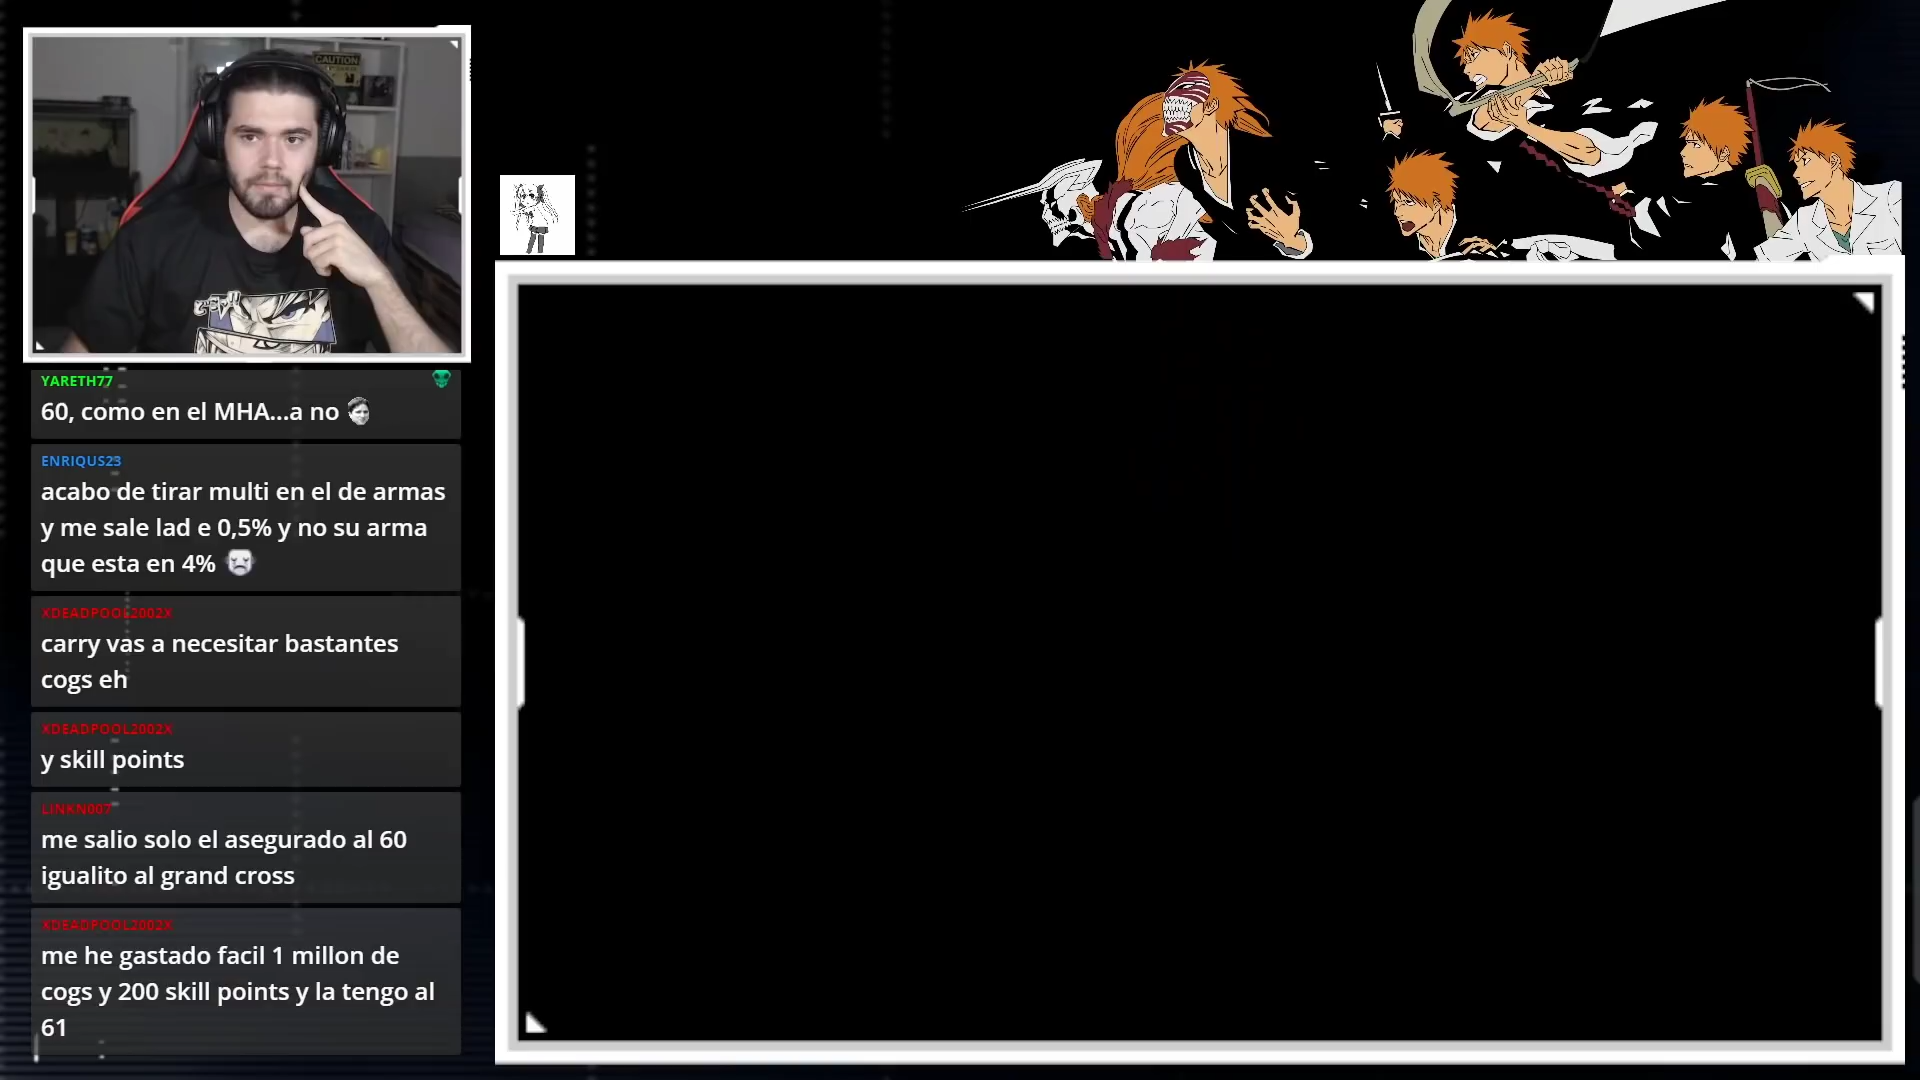 CAUTION
YARETH77
60, como en el MHA...a no
ENRIQUS23
acabo de tirar multi en el de armas
y me sale lad e 0,5% y no su arma
que esta en 4%
XDEADPOOL2002X
carry vas a necesitar bastantes
cogs eh
XDEADPOOL2002X
y skill points
LINKN007
me salio solo el asegurado al 60
igualito al grand cross
XDEADPOOL2002X
me he gastado facil 1 millon de
cogs y 200 skill points y la tengo al
61